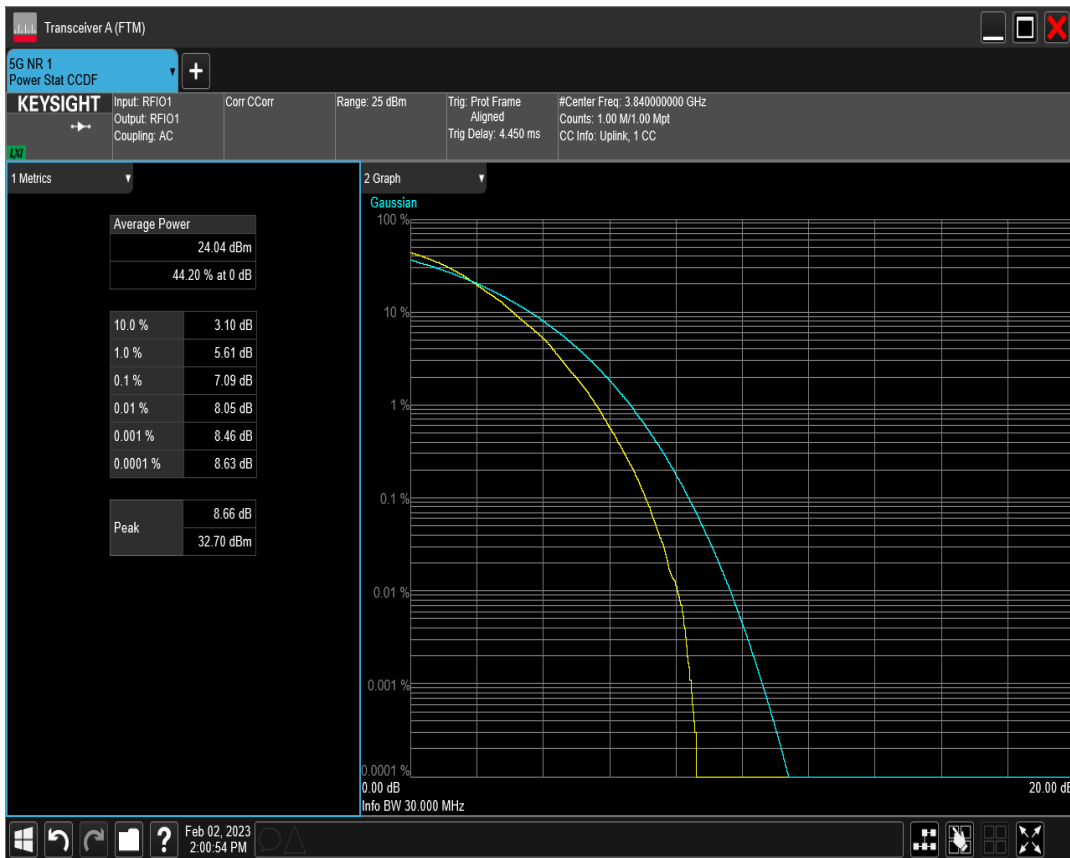 Transceiver A (FTM)
5G NR 1
Power Stat CCDF
+
KEYSIGHT
LXI
Input: RFIO1
Output: RFIO1
Coupling: AC
Corr CCorr
Range: 25 dBm
Trig: Prot Frame
Aligned
Trig Delay: 4.450 ms
#Center Freq: 3.840000000 GHz
Counts: 1.00 M/1.00 Mpt
CC Info: Uplink, 1 CC
1 Metrics
Average Power
24.04 dBm
44.20 % at 0 dB
10.0 % 3.10 dB
1.0 % 5.61 dB
0.1 % 7.09 dB
0.01 % 8.05 dB
0.001 % 8.46 dB
0.0001 % 8.63 dB
Peak 8.66 dB
32.70 dBm
2 Graph
Gaussian
100 %
10 %
1 %
0.1 %
0.01 %
0.001 %
0.0001 %
0.00 dB 20.00 dB
Info BW 30.000 MHz
?
Feb 02, 2023
2:00:54 PM